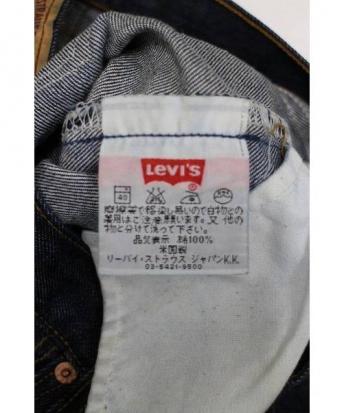 LEVI'S
40
摩擦等で移染し易いので白物との
着用はご注意願います。又、他の
物と分けて洗って下さい。
品質表示 綿100%
米国製
リーバイ・ストラウス ジャパンK.K.
03-5421-9500